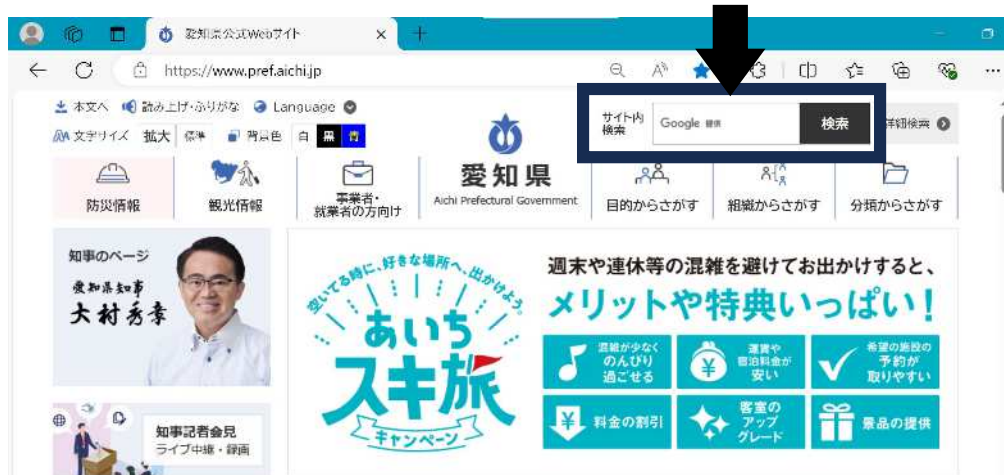 愛知県公式Webサイト
https://www.pref.aichi.jp
本文へ 読み上げ・ふりがな Language
文字サイズ 拡大 標準 背景色 白 黒 青
サイト内
検索
Google 提供
検索
詳細検索
愛知県
Aichi Prefectural Government
防災情報
観光情報
事業者・
就業者の方向け
目的からさがす
組織からさがす
分類からさがす
知事のページ
愛知県知事
大村秀章
知事記者会見
ライブ中継・録画
空いてる時に、好きな場所へ、出かけよう。
あいち
スキ旅
キャンペーン
週末や連休等の混雑を避けてお出かけすると、
メリットや特典いっぱい！
混雑が少なく
のんびり
過ごせる
運賃や
宿泊料金が
安い
希望の施設の
予約が
取りやすい
料金の割引
客室の
アップ
グレード
景品の提供